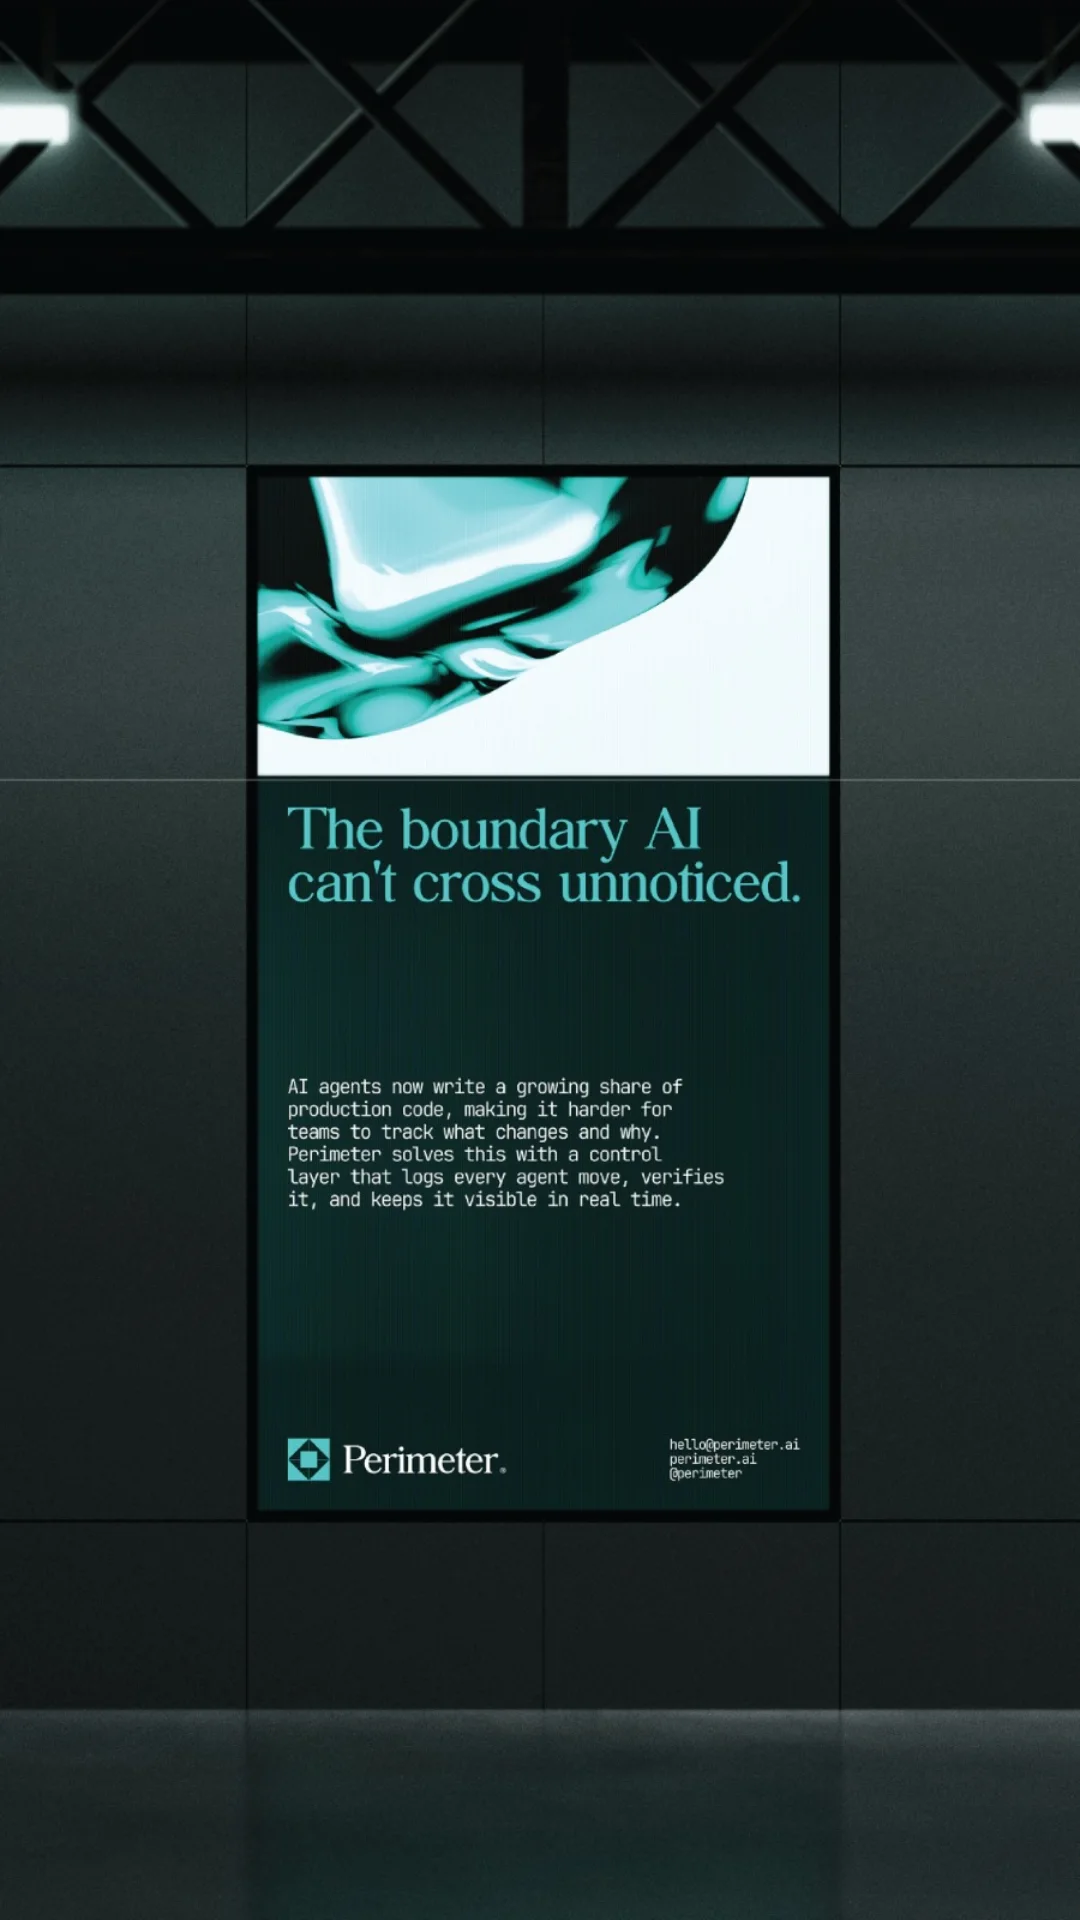 The boundary AI
can't cross unnoticed.
AI agents now write a growing share of
production code, making it harder for
teams to track what changes and why.
Perimeter solves this with a control
layer that logs every agent move, verifies
it, and keeps it visible in real time.
Perimeter®
hello@perimeter.ai
perimeter.ai
@perimeter